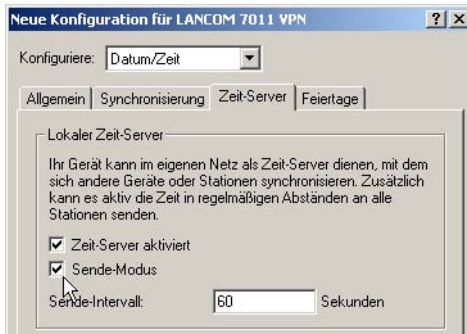 Neue Konfiguration für LANCOM 7011 VPN
Konfiguriere: Datum/Zeit
Allgemein Synchronisierung Zeit-Server Feiertage
Lokaler Zeit-Server
Ihr Gerät kann im eigenen Netz als Zeit-Server dienen, mit dem
sich andere Geräte oder Stationen synchronisieren. Zusätzlich
kann es aktiv die Zeit in regelmäßigen Abständen an alle
Stationen senden.
Zeit-Server aktiviert
Sende-Modus
Sende-Intervall: 60 Sekunden